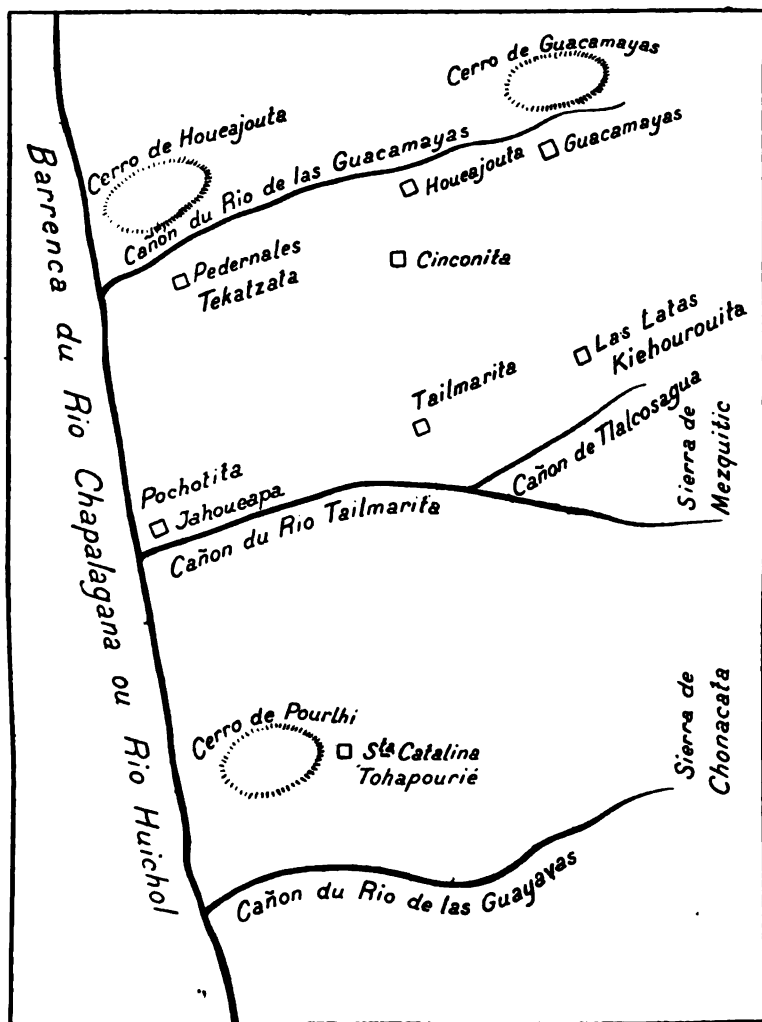 Cerro de Guacamayas
Cerro de Houeajouta
Cañon du Rio de las Guacamayas
Houeajouta
Guacamayas
Pedernales
Tekatzata
Cinconita
Barrenca du Rio Chapalagana ou Rio Huichol
Las Latas
Kiehourouita
Tailmarita
Cañon de Tlalcosagua
Sierra de
Mezquitic
Pochotita
Jahoueapa
Cañon du Rio Tailmarita
Cerro de Pourlhi
Sta Catalina
Tohapourié
Sierra de
Chonacata
Cañon du Rio de las Guayavas